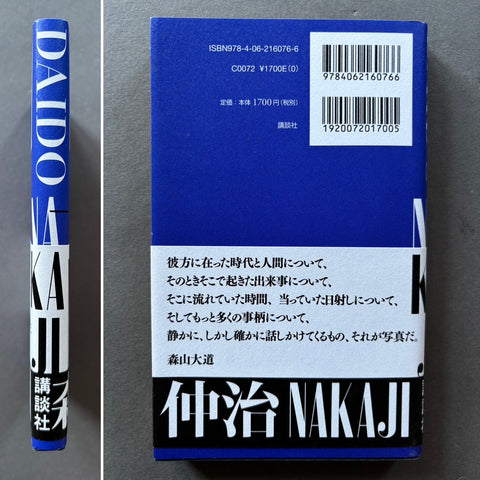 DAIDO
NAKAJI
講談社
ISBN978-4-06-216076-6
C0072 ¥1700E(0)
定価:本体1700円(税別)
講談社
9784062160766
1920072017005
彼方に在った時代と人間について、
そのときそこで起きた出来事について、
そこに流れていた時間、当っていた日射しについて、
そしてもっと多くの事柄について、
静かに、しかし確かに話しかけてくるもの、それが写真だ。
森山大道
仲治 NAKAJI